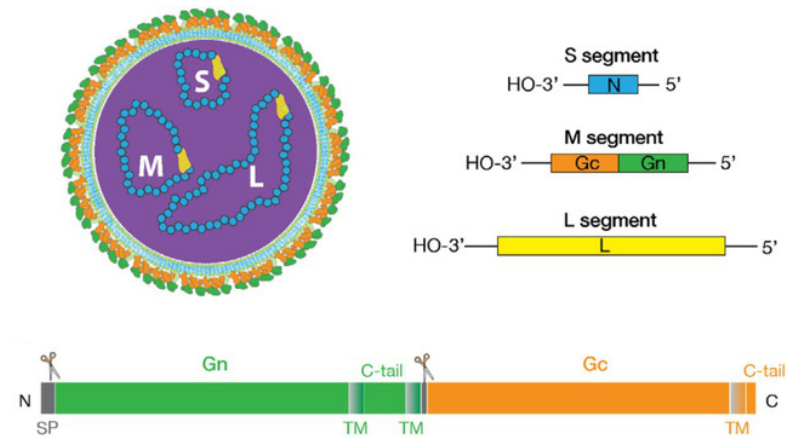 S
M
L
S segment
HO-3’ N 5’
M segment
HO-3’ Gc Gn 5’
L segment
HO-3’ L 5’
Gn C-tail Gc C-tail
N C
SP TM TM TM